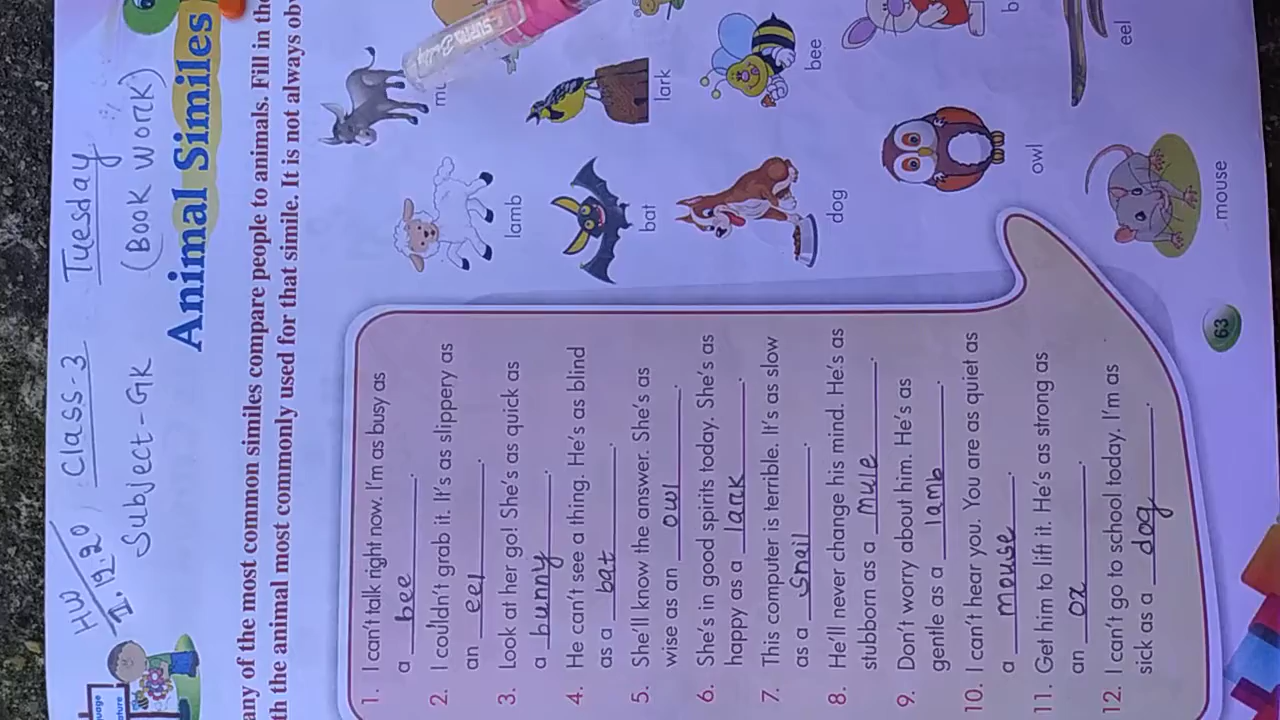 HW
II. 19.20
Class-3 Tuesday
Subject-GK (Book Work)
Animal Similes
any of the most common similes compare people to animals. Fill in the
th the animal most commonly used for that simile. It is not always obv
1. I can't talk right now. I'm as busy as
a bee.
2. I couldn't grab it. It's as slippery as
an eel.
3. Look at her go! She's as quick as
a bunny.
4. He can't see a thing. He's as blind
as a bat.
5. She'll know the answer. She's as
wise as an owl.
6. She's in good spirits today. She's as
happy as a lark.
7. This computer is terrible. It's as slow
as a snail.
8. He'll never change his mind. He's as
stubborn as a mule.
9. Don't worry about him. He's as
gentle as a lamb.
10. I can't hear you. You are as quiet as
a mouse.
11. Get him to lift it. He's as strong as
an ox.
12. I can't go to school today. I'm as
sick as a dog.
lamb
bat
lark
dog
bee
owl
eel
mouse
63